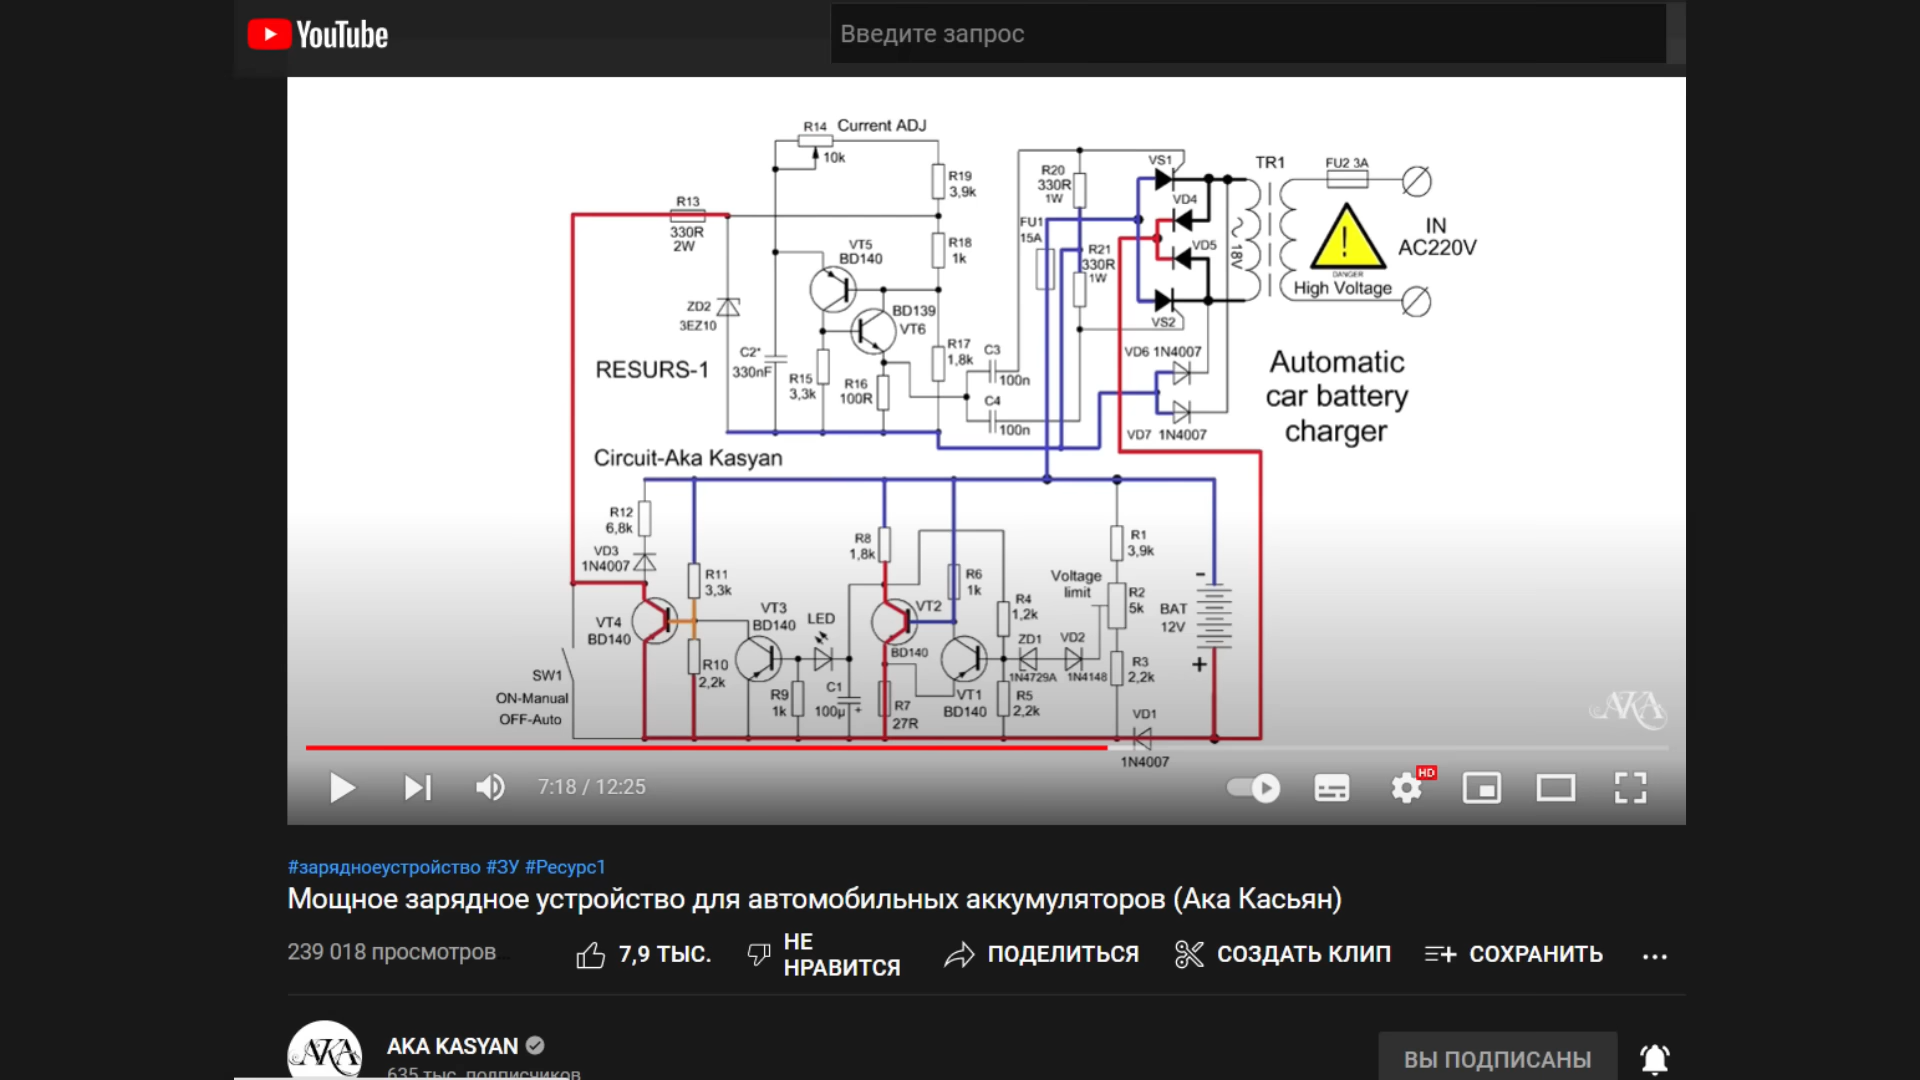 YouTube
Введите запрос
R14 Current ADJ
10k
R13
330R
2W
R19
3,9k
R18
1k
VT5
BD140
ZD2
3EZ10
BD139
VT6
RESURS-1
C2*
330nF
R15
3,3k
R16
100R
R17
1,8k
C3
100n
C4
100n
R20
330R
1W
FU1
15A
R21
330R
1W
VS1
VD4
VD5
VS2
TR1
18V
FU2 3A
!
DANGER
High Voltage
IN
AC220V
VD6 1N4007
VD7 1N4007
Automatic
car battery
charger
Circuit-Aka Kasyan
R12
6,8k
VD3
1N4007
R11
3,3k
VT4
BD140
VT3
BD140
LED
R10
2,2k
R9
1k
C1
100µ
+
R8
1,8k
VT2
BD140
R7
27R
R6
1k
VT1
BD140
R4
1,2k
ZD1
1N4729A
VD2
1N4148
R5
2,2k
Voltage
limit
R1
3,9k
R2
5k
R3
2,2k
BAT
12V
-
+
VD1
1N4007
SW1
ON-Manual
OFF-Auto
AKA
7:18 / 12:25
HD
#зарядноеустройство #ЗУ #Ресурс1
Мощное зарядное устройство для автомобильных аккумуляторов (Ака Касьян)
239 018 просмотров
7,9 ТЫС.
НЕ
НРАВИТСЯ
ПОДЕЛИТЬСЯ
СОЗДАТЬ КЛИП
СОХРАНИТЬ
...
AKA
AKA KASYAN
635 тыс. подписчиков
ВЫ ПОДПИСАНЫ